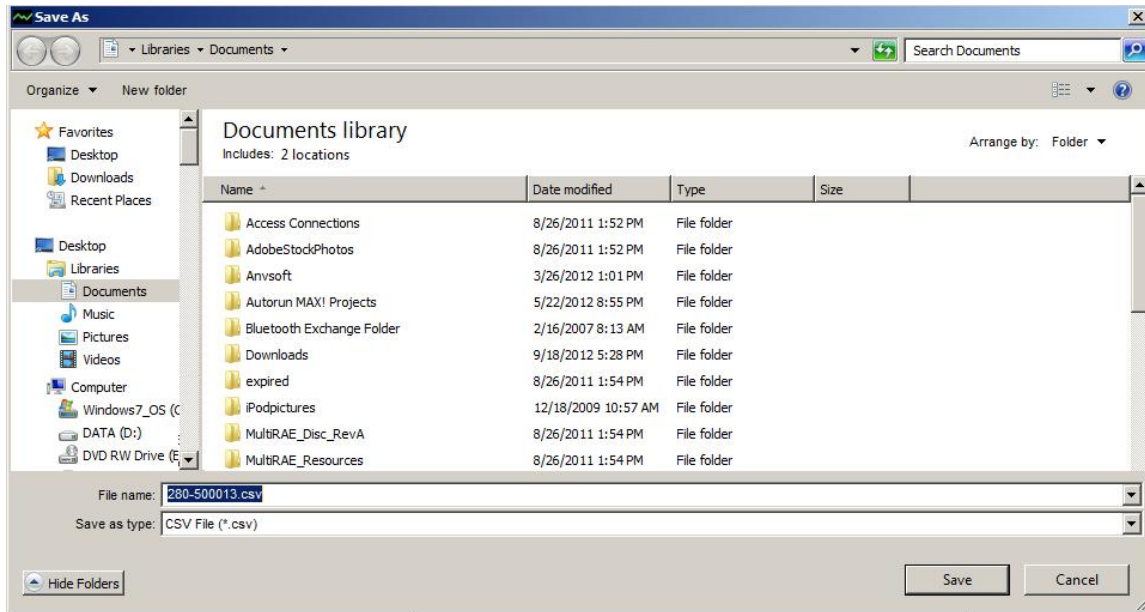 Save As
Libraries Documents
Search Documents
Organize New folder
Favorites
Desktop
Downloads
Recent Places
Desktop
Libraries
Documents
Music
Pictures
Videos
Computer
Windows7_OS (C
DATA (D:)
DVD RW Drive (E
Documents library
Includes: 2 locations
Arrange by: Folder
Name Date modified Type Size
Access Connections 8/26/2011 1:52 PM File folder
AdobeStockPhotos 8/26/2011 1:52 PM File folder
Anvsoft 3/26/2012 1:01 PM File folder
Autorun MAX! Projects 5/22/2012 8:55 PM File folder
Bluetooth Exchange Folder 2/16/2007 8:13 AM File folder
Downloads 9/18/2012 5:28 PM File folder
expired 8/26/2011 1:54 PM File folder
iPodpictures 12/18/2009 10:57 AM File folder
MultiRAE_Disc_RevA 8/26/2011 1:54 PM File folder
MultiRAE_Resources 8/26/2011 1:54 PM File folder
File name: 280-500013.csv
Save as type: CSV File (*.csv)
Hide Folders Save Cancel